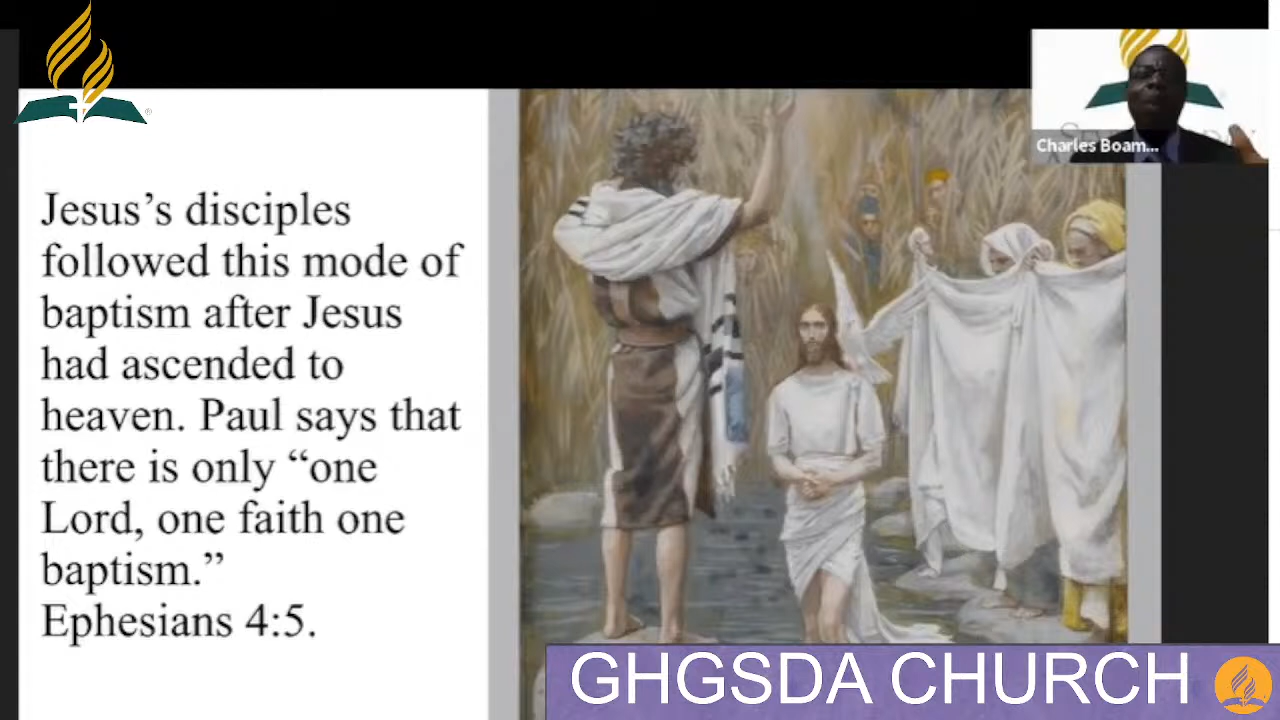 Jesus’s disciples
followed this mode of
baptism after Jesus
had ascended to
heaven. Paul says that
there is only “one
Lord, one faith one
baptism.”
Ephesians 4:5.
Charles Boam...
GHGSDA CHURCH